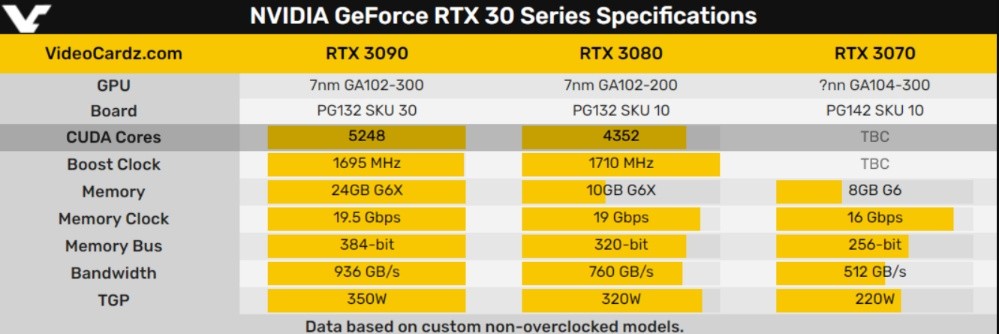 NVIDIA GeForce RTX 30 Series Specifications
VideoCardz.com RTX 3090 RTX 3080 RTX 3070
GPU 7nm GA102-300 7nm GA102-200 ?nn GA104-300
Board PG132 SKU 30 PG132 SKU 10 PG142 SKU 10
CUDA Cores 5248 4352 TBC
Boost Clock 1695 MHz 1710 MHz TBC
Memory 24GB G6X 10GB G6X 8GB G6
Memory Clock 19.5 Gbps 19 Gbps 16 Gbps
Memory Bus 384-bit 320-bit 256-bit
Bandwidth 936 GB/s 760 GB/s 512 GB/s
TGP 350W 320W 220W
Data based on custom non-overclocked models.